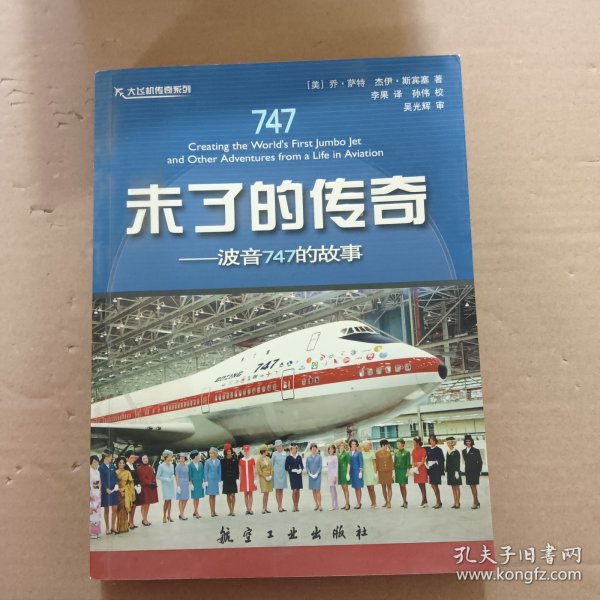 大飞机传奇系列
[美] 乔·萨特 杰伊·斯宾塞 著
李果 译 孙伟 校
吴光辉 审
747
Creating the World's First Jumbo Jet
and Other Adventures from a Life in Aviation
未了的传奇
——波音747的故事
BOEING 747
航空工业出版社
孔夫子旧书网
www.kongfz.com